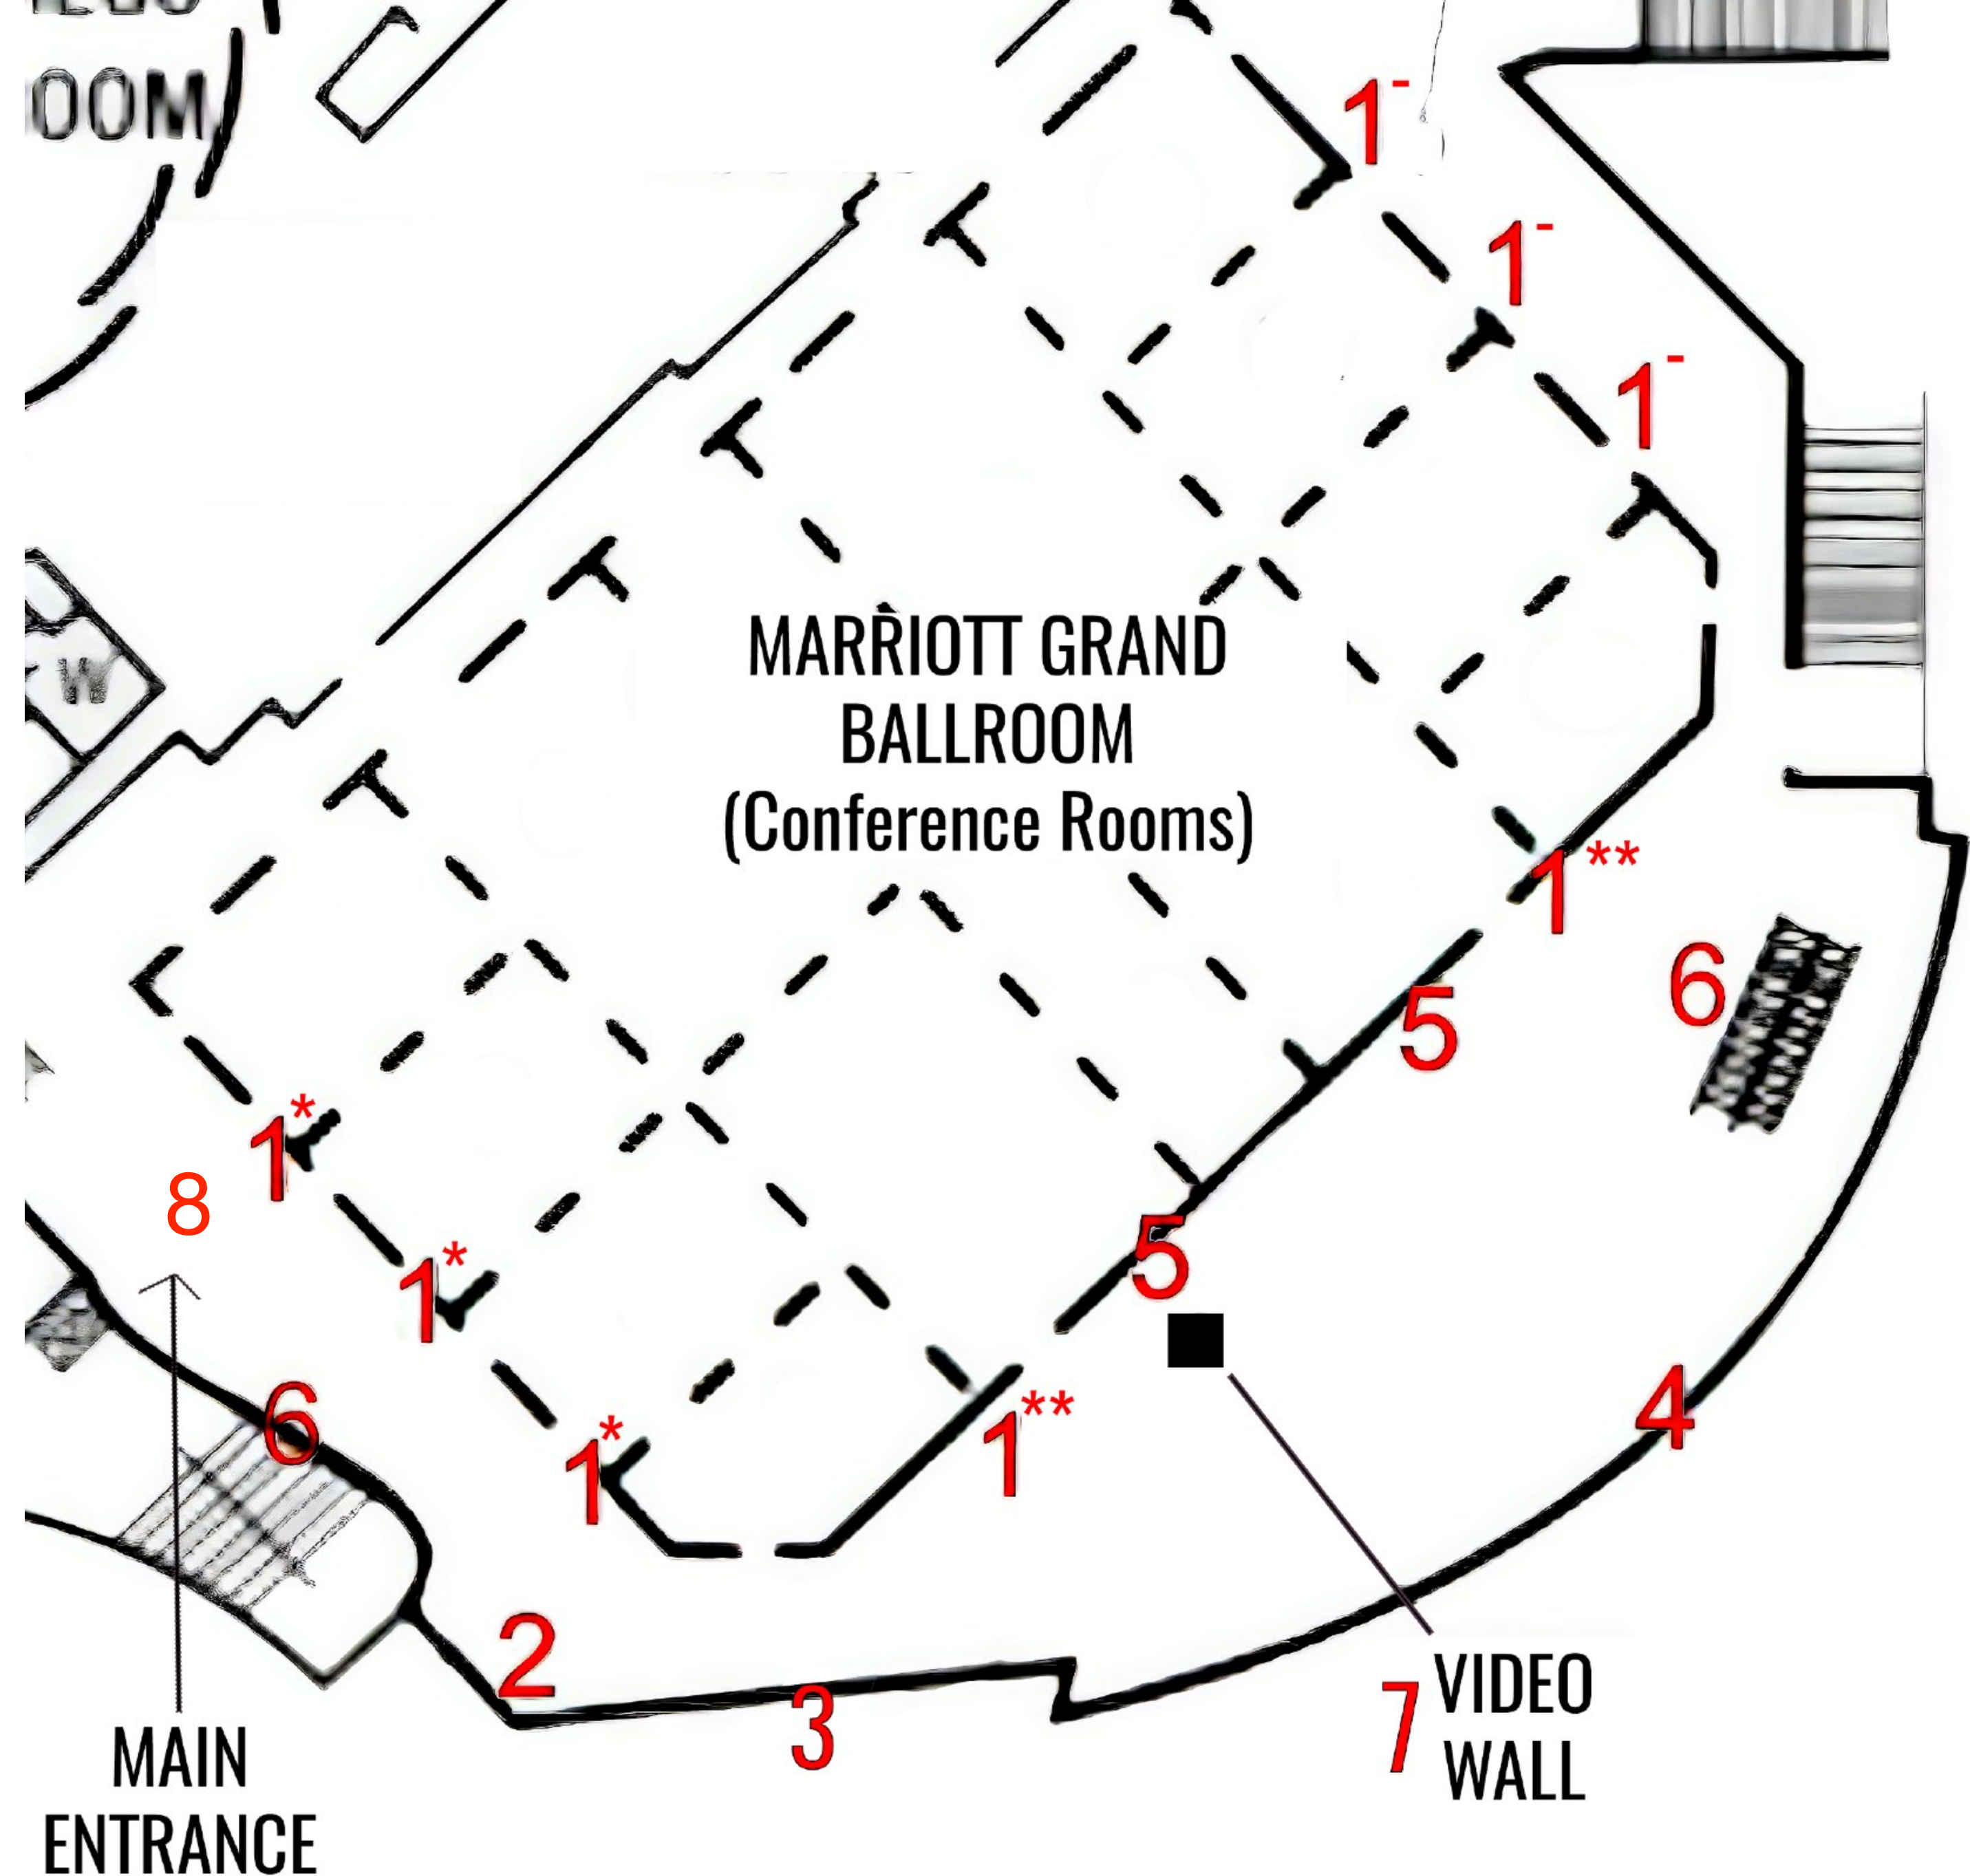 OOM
1-
1-
1-
W
MARRIOTT GRAND
BALLROOM
(Conference Rooms)
1**
6
5
1*
8
5
1*
6
1**
4
1*
2
3
7
VIDEO
WALL
MAIN
ENTRANCE